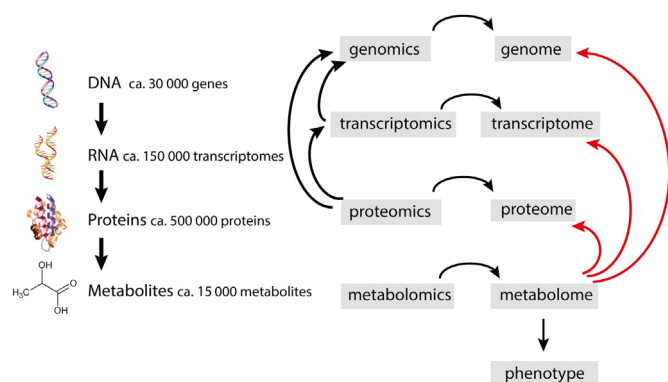 genomics genome
DNA ca. 30 000 genes
transcriptomics transcriptome
RNA ca. 150 000 transcriptomes
proteomics proteome
Proteins ca. 500 000 proteins
OH
H₃C
O
OH
Metabolites ca. 15 000 metabolites
metabolomics metabolome
phenotype